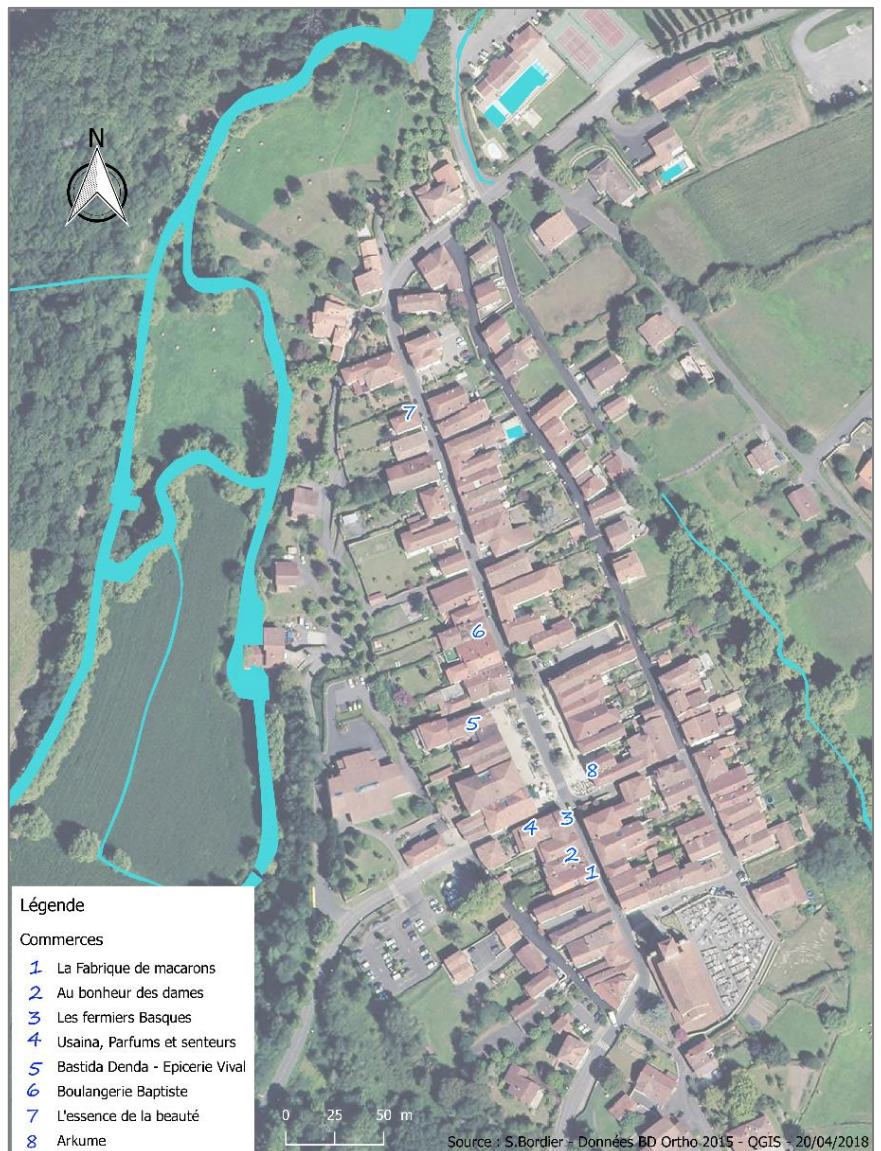 N
7
6
5
8
3
4
2
1
Légende
Commerces
1 La Fabrique de macarons
2 Au bonheur des dames
3 Les fermiers Basques
4 Usaina, Parfums et senteurs
5 Bastida Denda - Epicerie Vival
6 Boulangerie Baptiste
7 L'essence de la beauté
8 Arkume
0 25 50 m
Source : S.Bordier - Données BD Ortho 2015 - QGIS - 20/04/2018